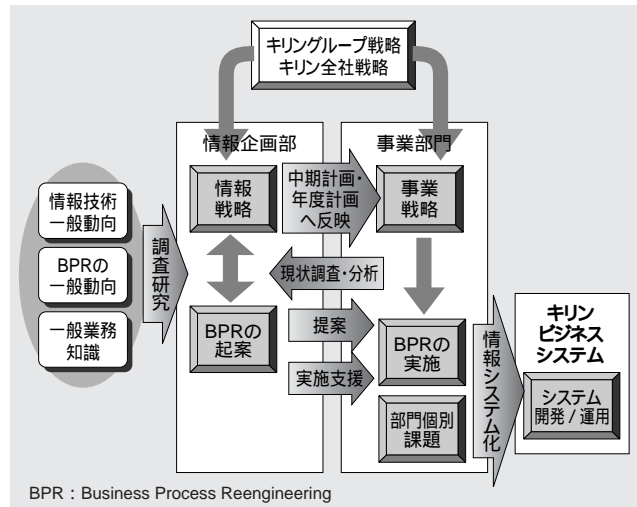 キリングループ戦略
キリン全社戦略
情報企画部
事業部門
情報
戦略
中期計画・
年度計画
へ反映
事業
戦略
情報技術
一般動向
BPRの
一般動向
一般業務
知識
調査研究
現状調査・分析
BPRの
起案
提案
実施支援
BPRの
実施
部門個別
課題
情報システム化
キリン
ビジネス
システム
システム
開発 / 運用
BPR：Business Process Reengineering